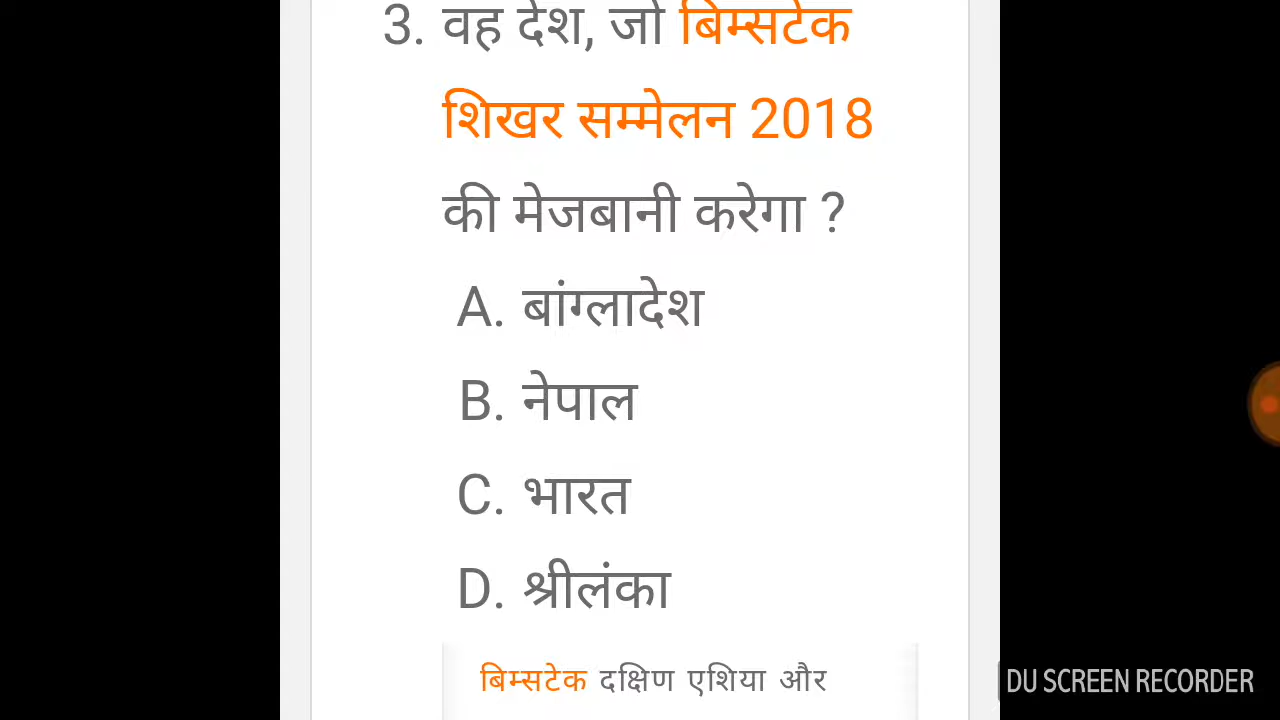 3. वह देश, जो बिम्सटेक
शिखर सम्मेलन 2018
की मेजबानी करेगा ?
A. बांग्लादेश
B. नेपाल
C. भारत
D. श्रीलंका
बिम्सटेक दक्षिण एशिया और
DU SCREEN RECORDER